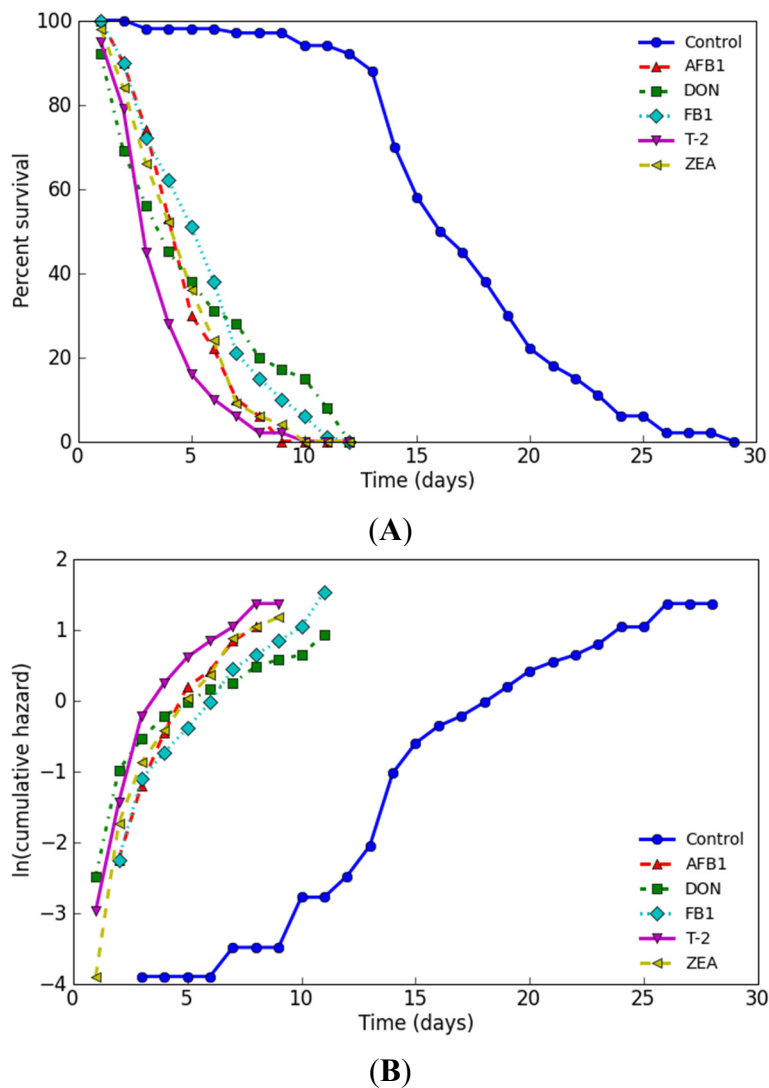 100
80
60
40
20
0
Percent survival
Control
AFB1
DON
FB1
T-2
ZEA
0 5 10 15 20 25 30
Time (days)
(A)
2
1
0
−1
−2
−3
−4
ln(cumulative hazard)
Control
AFB1
DON
FB1
T-2
ZEA
0 5 10 15 20 25 30
Time (days)
(B)